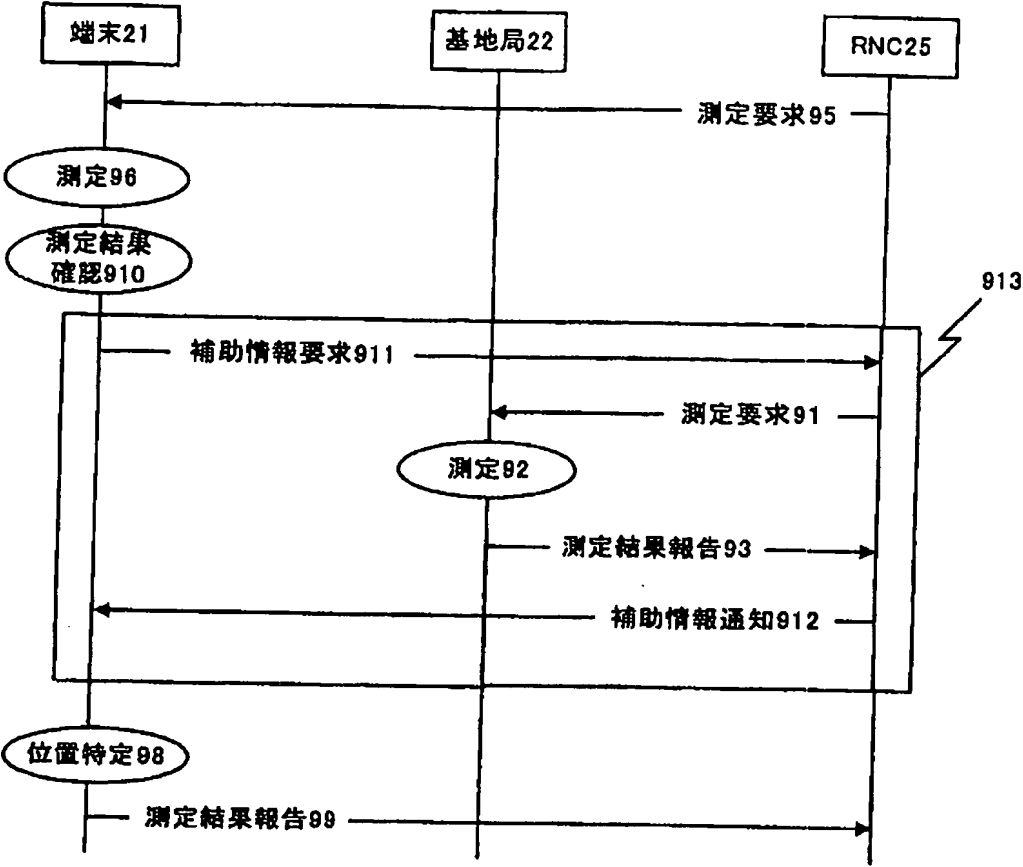 端末21
基地局22
RNC25
測定要求95
測定96
測定結果
確認910
913
補助情報要求911
測定要求91
測定92
測定結果報告93
補助情報通知912
位置特定98
測定結果報告99